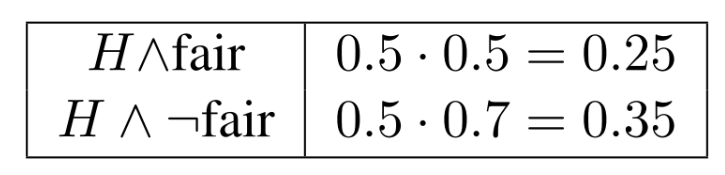 H∧fair 0.5 · 0.5 = 0.25
H ∧ ¬fair 0.5 · 0.7 = 0.35